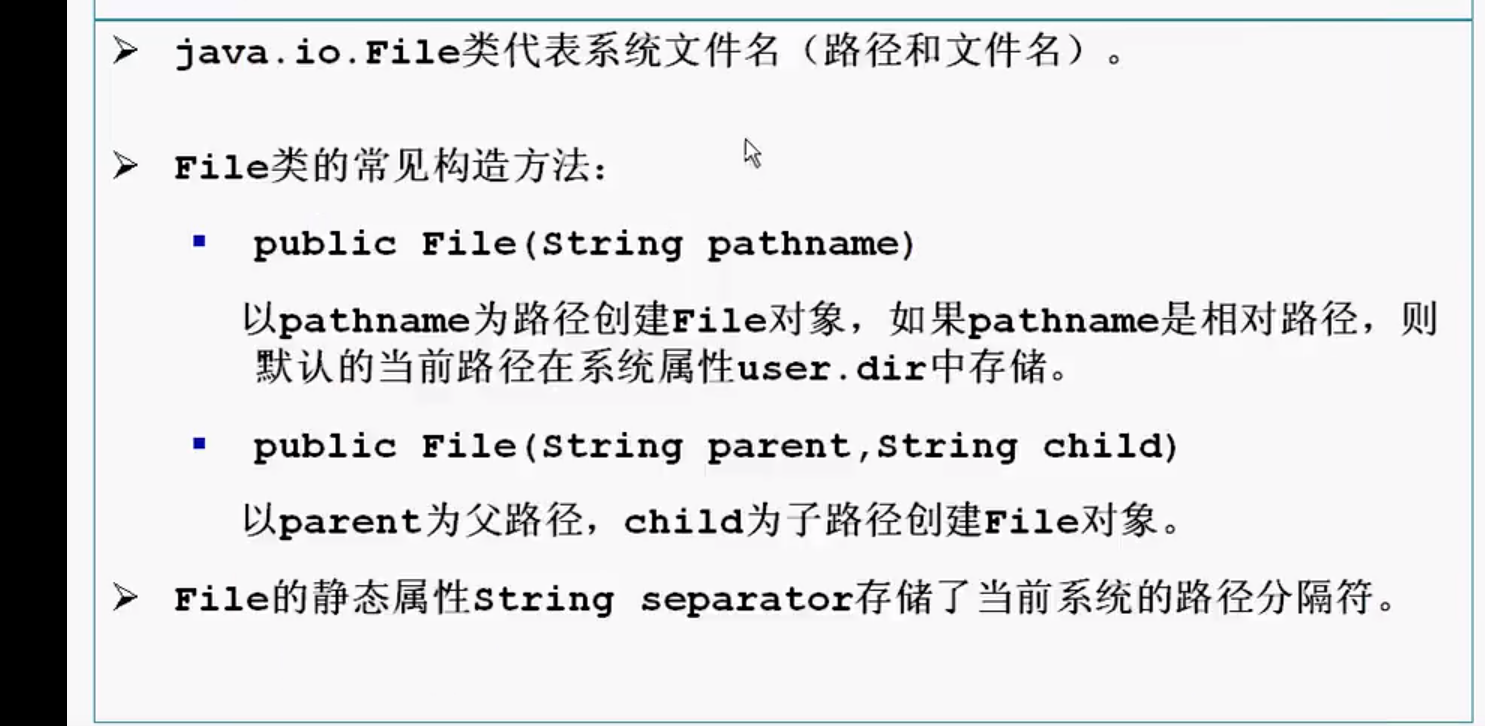 java.io.File类代表系统文件名（路径和文件名）。
File类的常见构造方法：
public File(String pathname)
以pathname为路径创建File对象，如果pathname是相对路径，则
默认的当前路径在系统属性user.dir中存储。
public File(String parent,String child)
以parent为父路径，child为子路径创建File对象。
File的静态属性String separator存储了当前系统的路径分隔符。